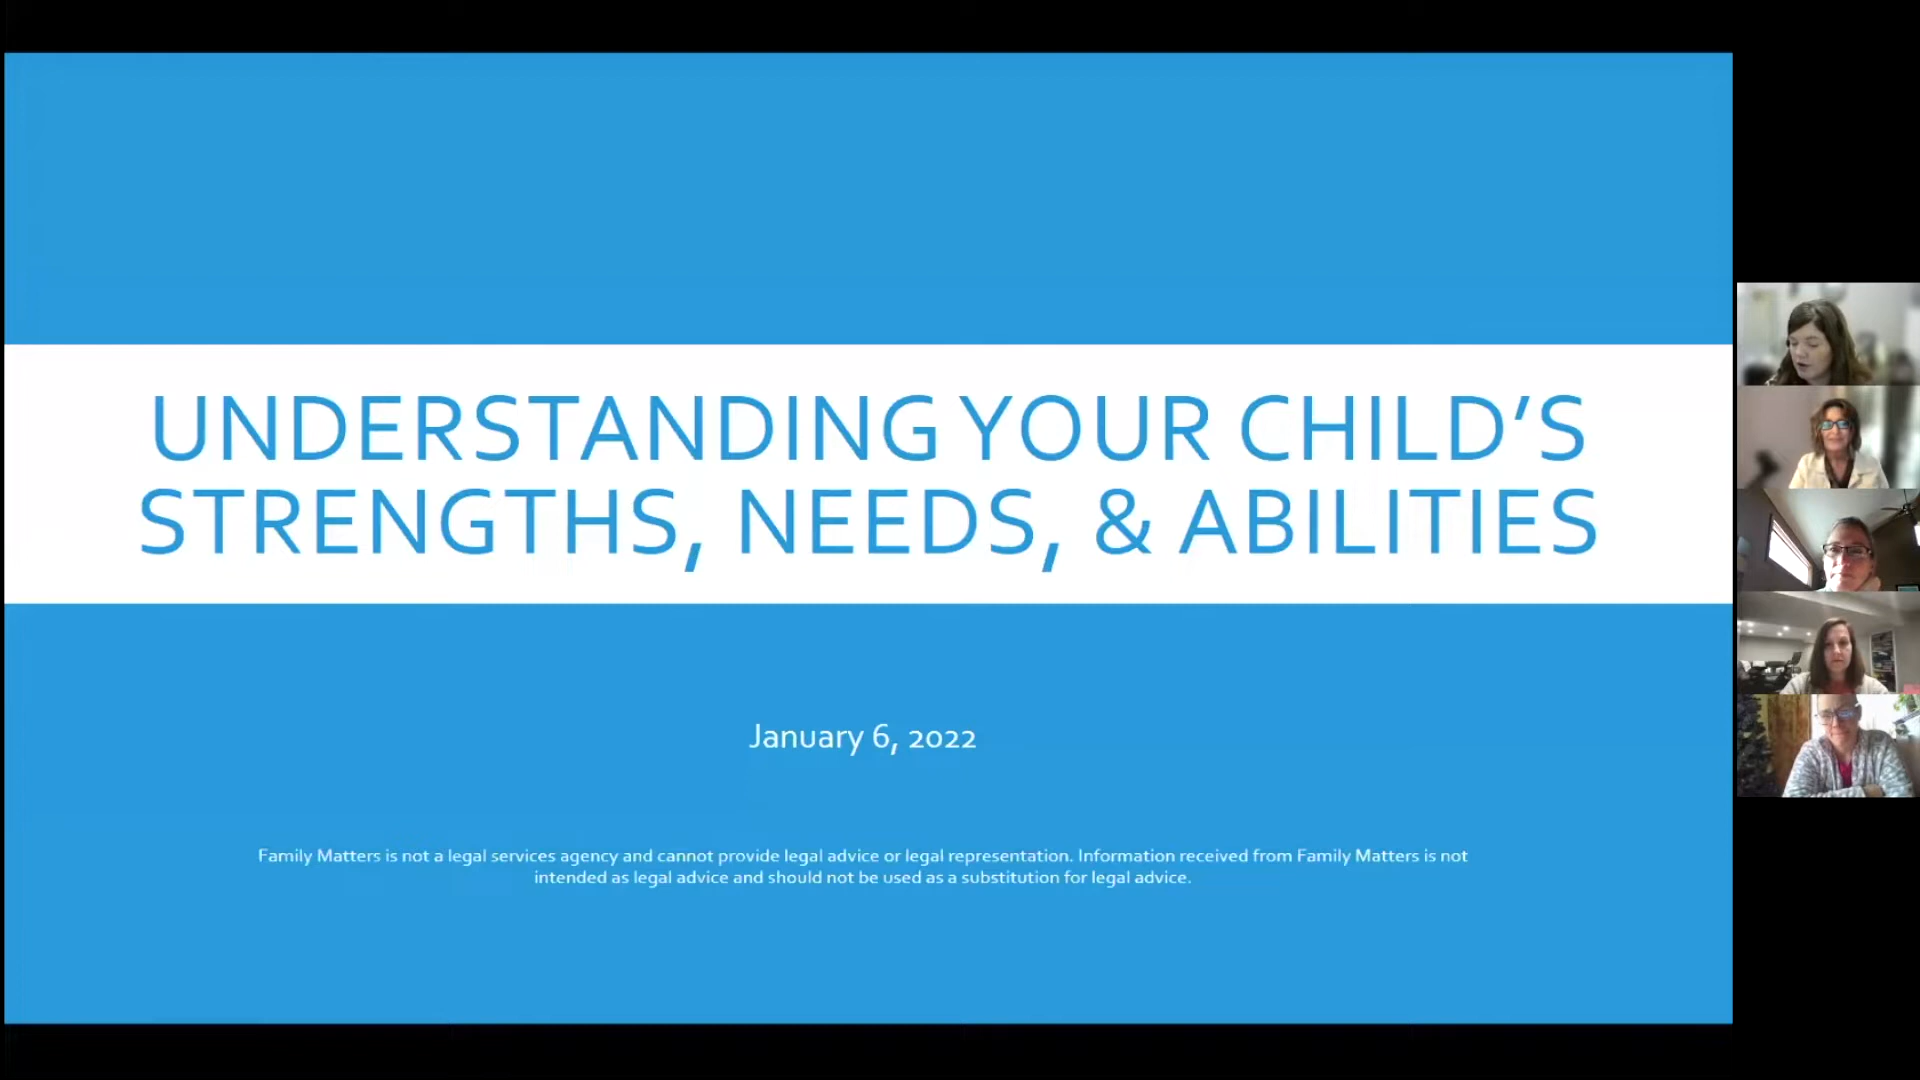 UNDERSTANDING YOUR CHILD’S
STRENGTHS, NEEDS, & ABILITIES
January 6, 2022
Family Matters is not a legal services agency and cannot provide legal advice or legal representation. Information received from Family Matters is not
intended as legal advice and should not be used as a substitution for legal advice.